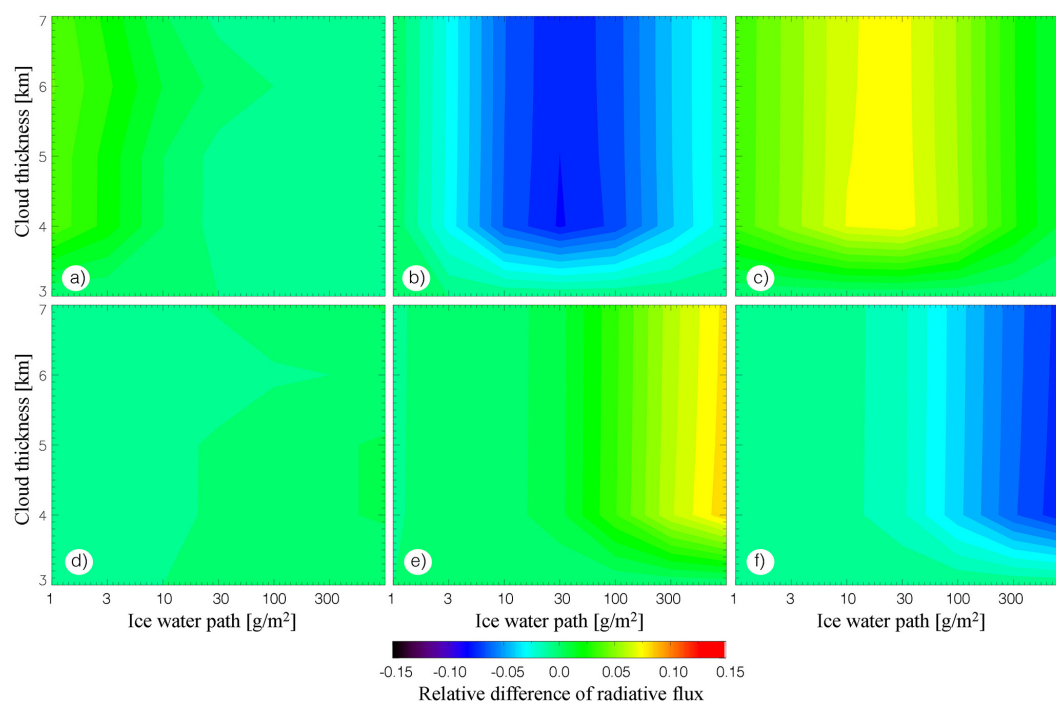 7
6
5
4
3
Cloud thickness [km]
a)
b)
c)
7
6
5
4
3
Cloud thickness [km]
d)
e)
f)
1 3 10 30 100 300
1 3 10 30 100 300
1 3 10 30 100 300
Ice water path [g/m²]
Ice water path [g/m²]
Ice water path [g/m²]
-0.15 -0.10 -0.05 0.0 0.05 0.10 0.15
Relative difference of radiative flux